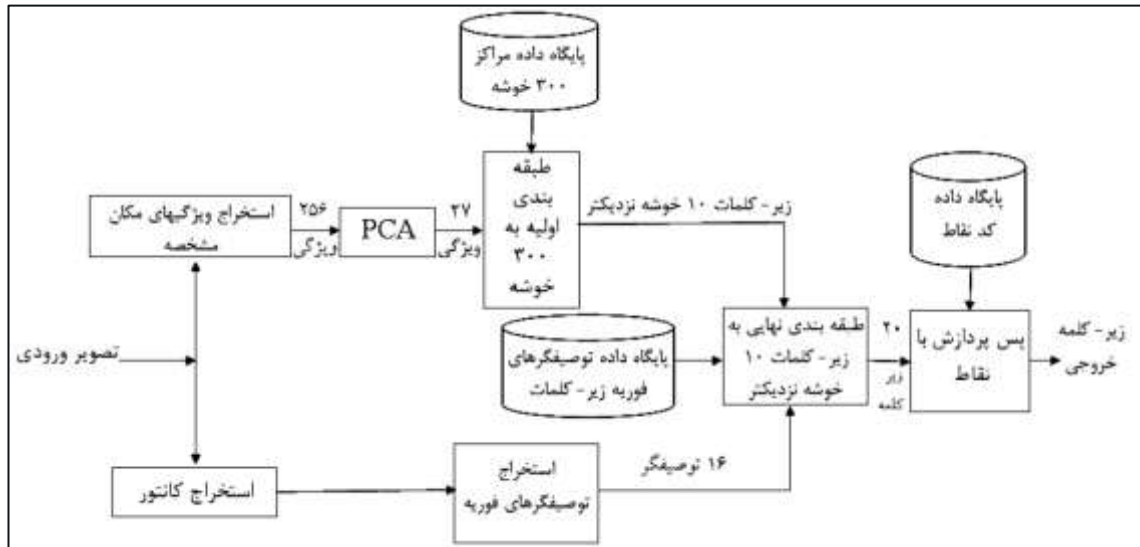 پایگاه داده مراکز
۳۰۰ خوشه
طبقه
بندی
اولیه به
۳۰۰
خوشه
استخراج ویژگیهای مکان
مشخصه
۲۵۶
ویژگی
PCA
۲۷
ویژگی
زیر-کلمات ۱۰ خوشه نزدیکتر
پایگاه
داده
کد نقاط
تصویر ورودی
پایگاه داده توصیفگرهای
فوریه زیر-کلمات
طبقه بندی نهایی به
زیر-کلمات ۱۰
خوشه نزدیکتر
۲۰
زیر
کلمه
پس پردازش با
نقاط
زیر-کلمه
خروجی
استخراج کانتور
استخراج
توصیفگرهای فوریه
۱۶ توصیفگر